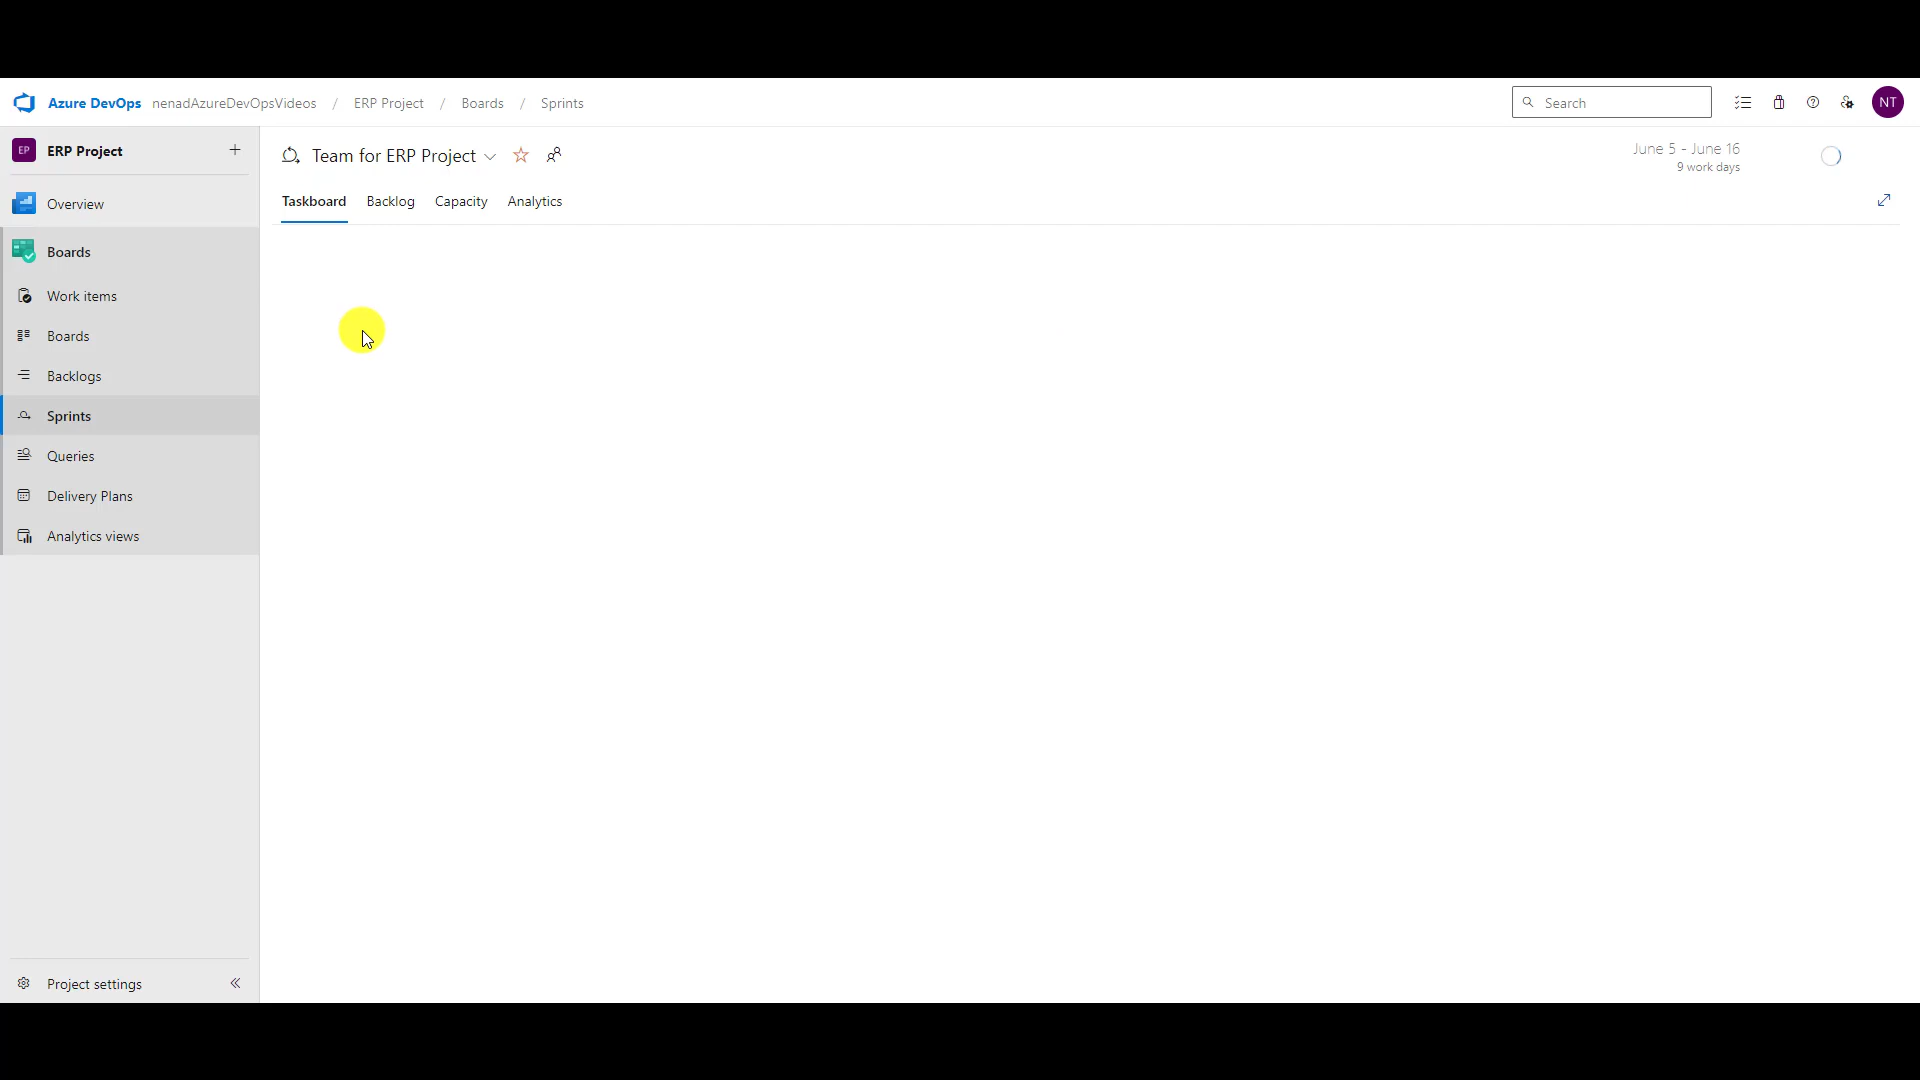 Azure DevOps nenadAzureDevOpsVideos / ERP Project / Boards / Sprints
Search
NT
EP ERP Project
Team for ERP Project
June 5 - June 16
9 work days
Taskboard Backlog Capacity Analytics
Overview
Boards
Work items
Boards
Backlogs
Sprints
Queries
Delivery Plans
Analytics views
Project settings